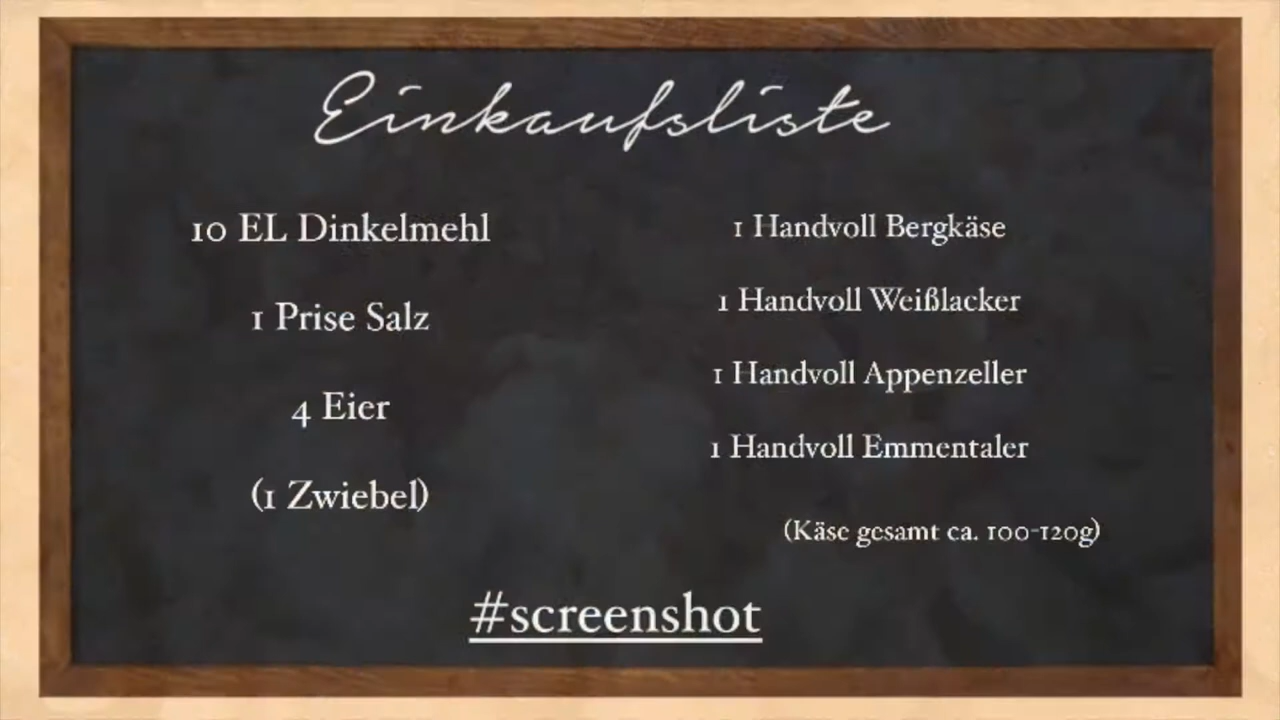 Einkaufsliste
10 EL Dinkelmehl
1 Prise Salz
4 Eier
(1 Zwiebel)
1 Handvoll Bergkäse
1 Handvoll Weißlacker
1 Handvoll Appenzeller
1 Handvoll Emmentaler
(Käse gesamt ca. 100-120g)
#screenshot